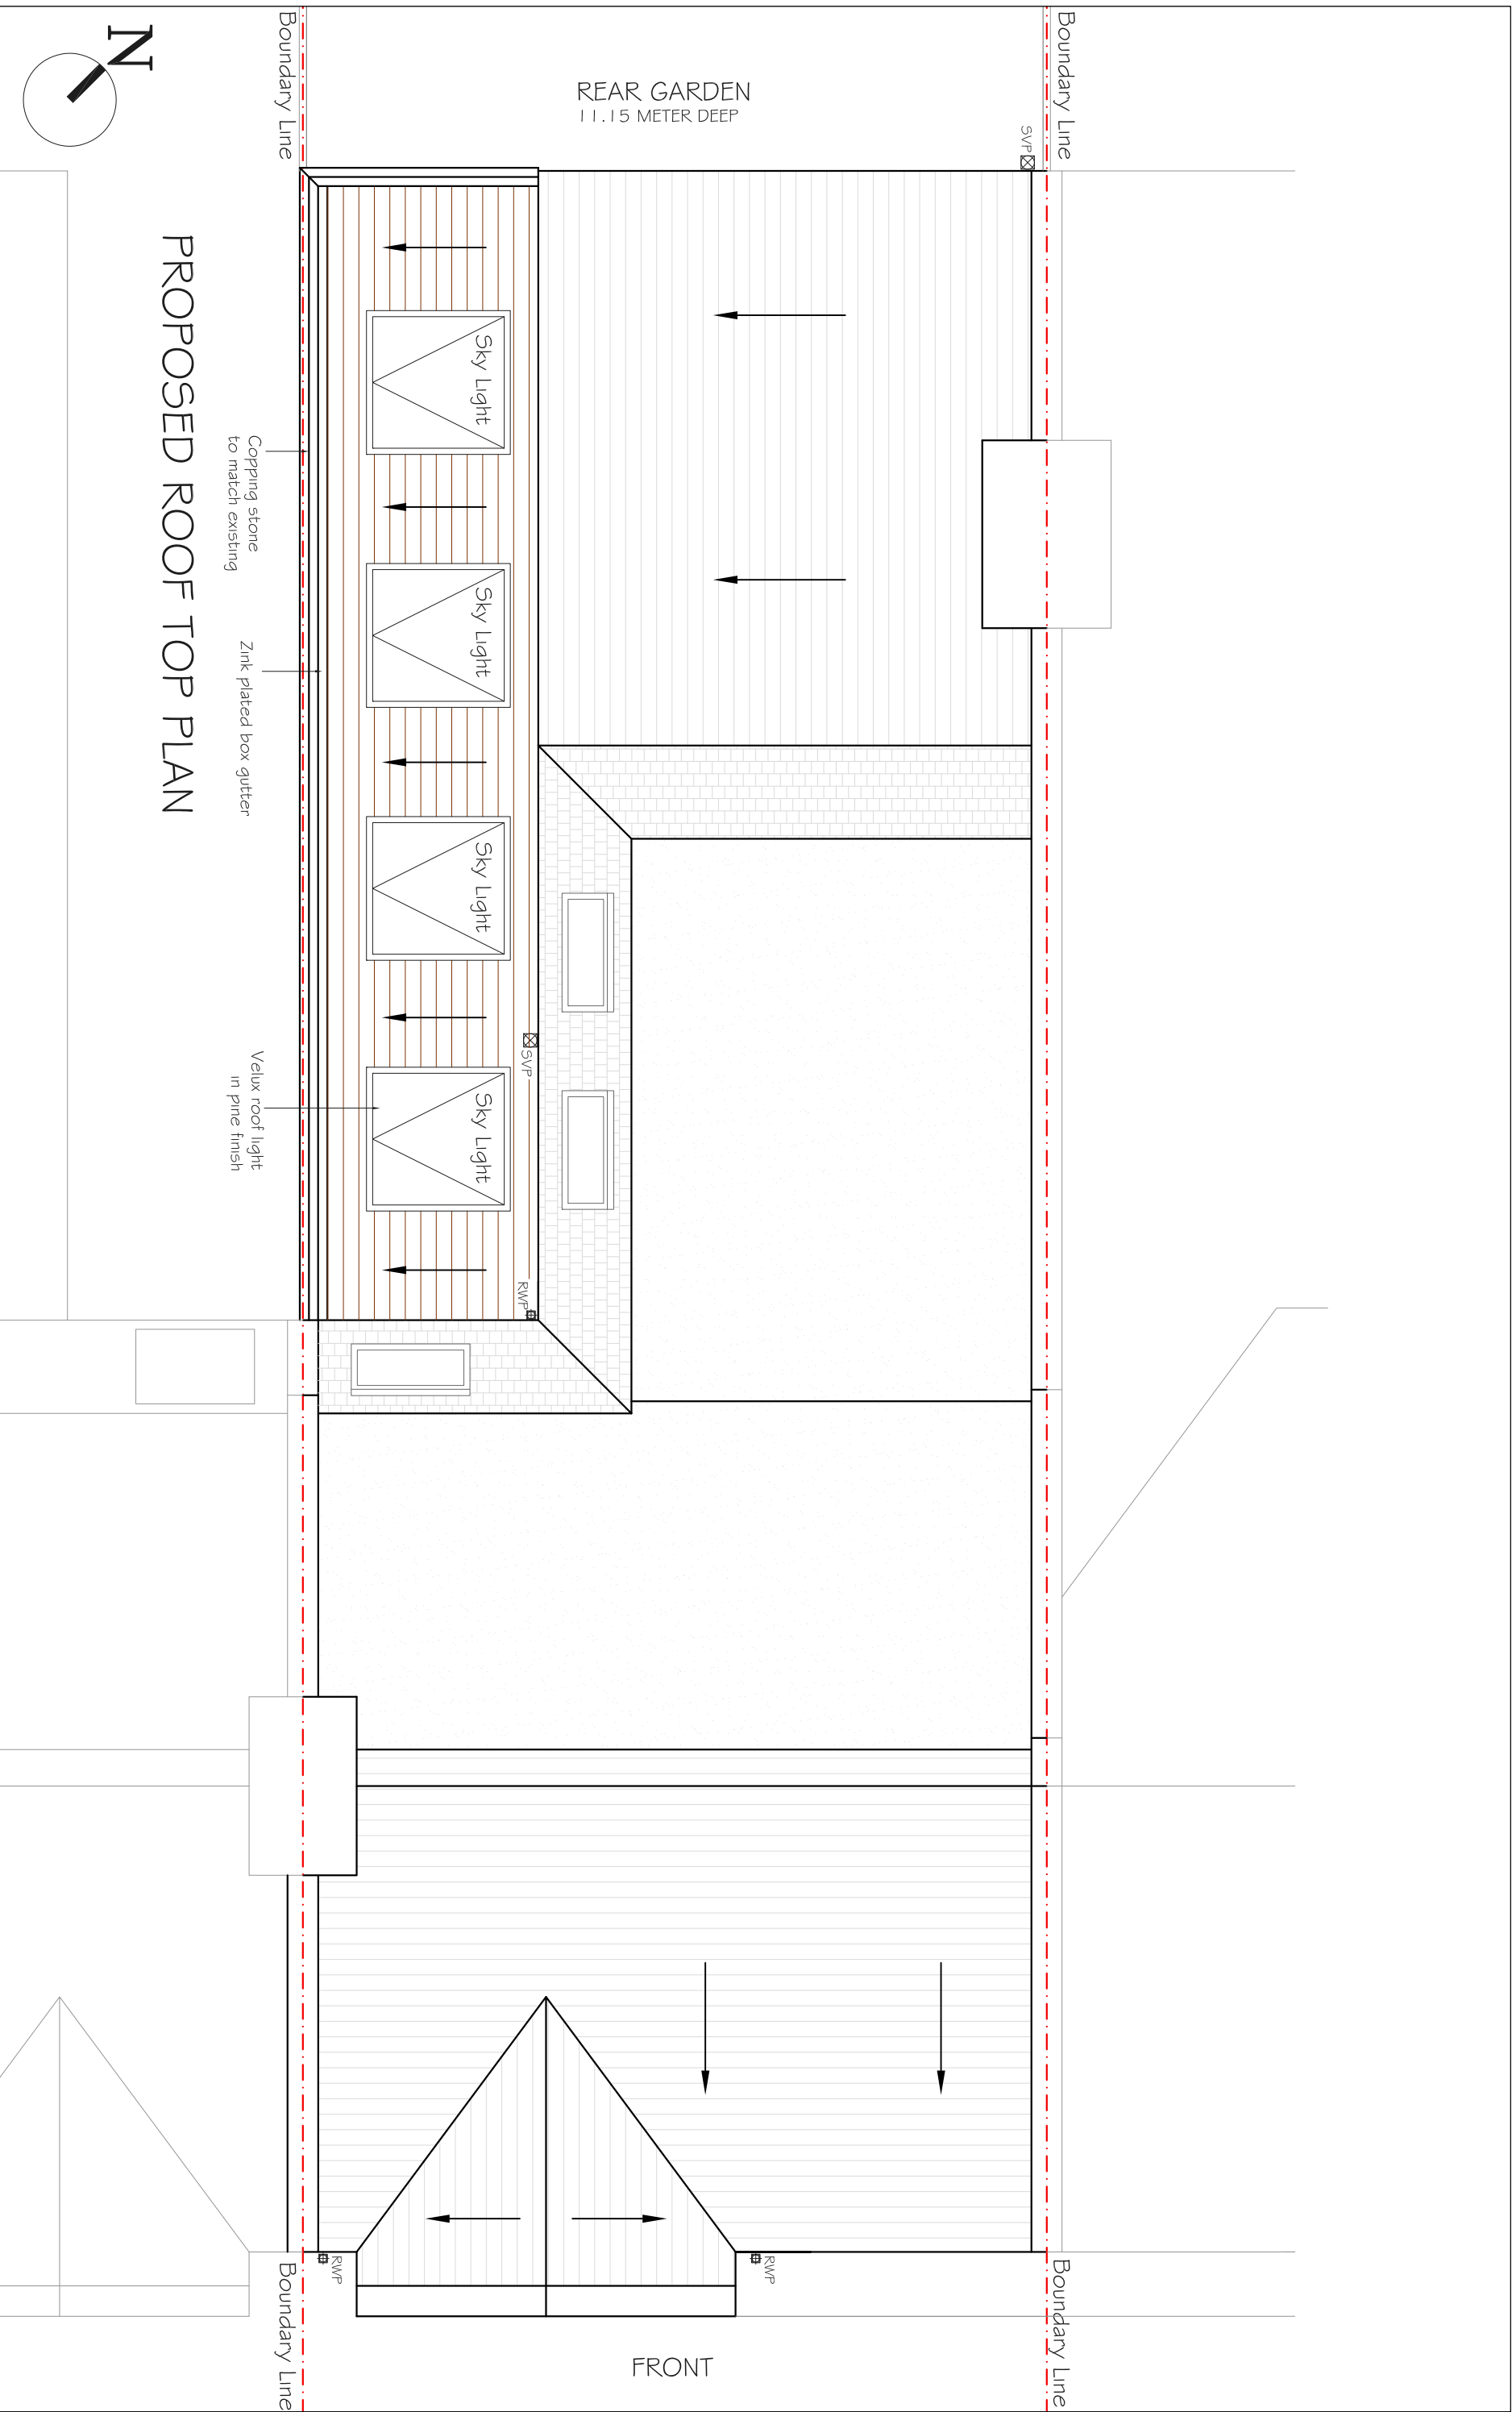 N
Boundary Line
Boundary Line
REAR GARDEN
11.15 METER DEEP
SVP
PROPOSED ROOF TOP PLAN
Sky Light
Copping stone
to match existing
Sky Light
Zink plated box gutter
Sky Light
SVP
Velux roof light
in pine finish
Sky Light
RWP
RWP
RWP
Boundary Line
Boundary Line
FRONT